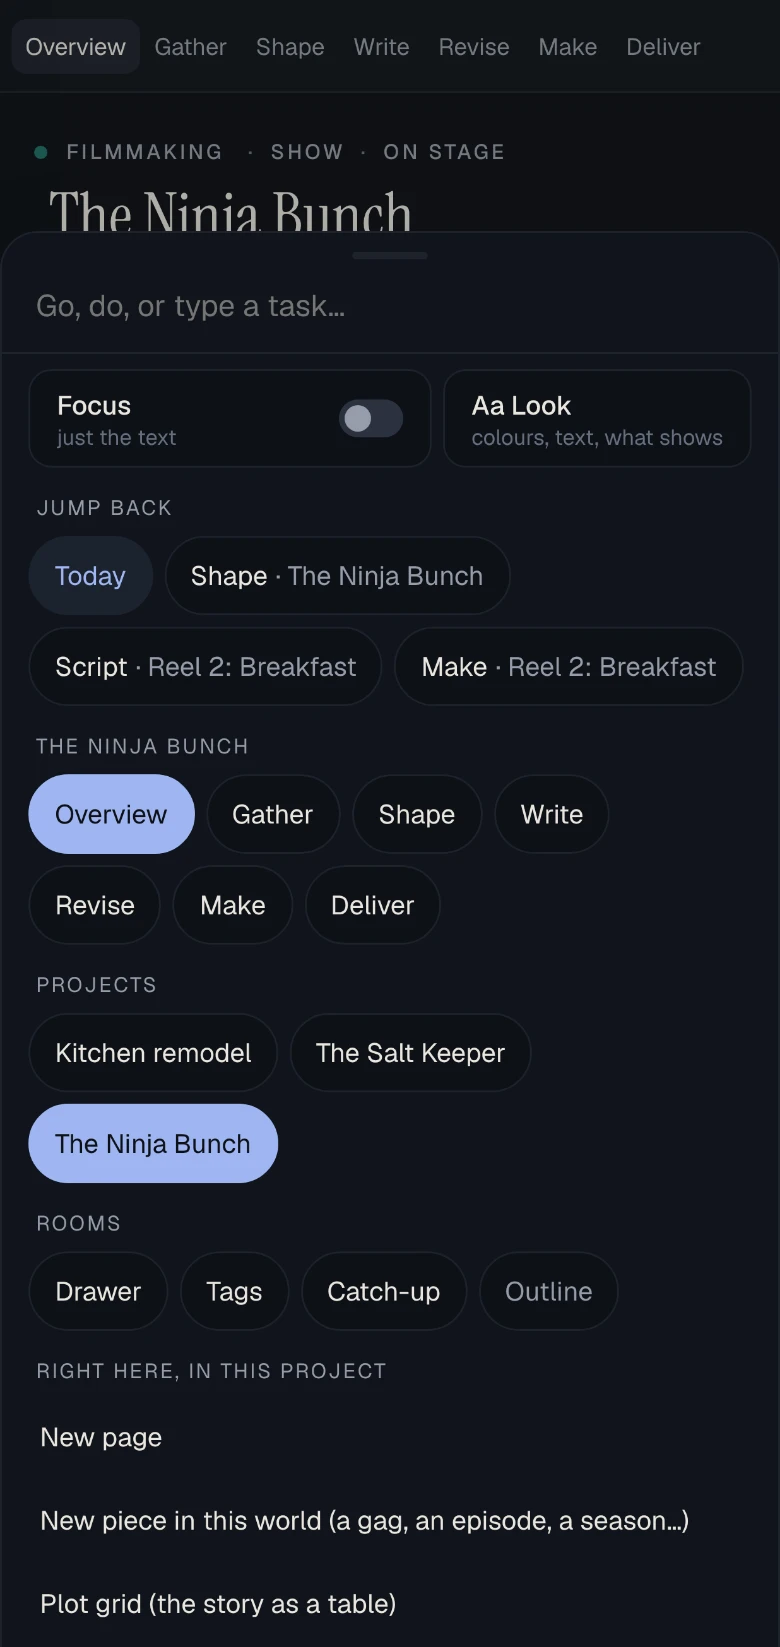 Overview Gather Shape Write Revise Make Deliver
FILMMAKING · SHOW · ON STAGE
The Ninja Bunch
Go, do, or type a task…
Focus
just the text
Aa Look
colours, text, what shows
JUMP BACK
Today
Shape · The Ninja Bunch
Script · Reel 2: Breakfast
Make · Reel 2: Breakfast
THE NINJA BUNCH
Overview Gather Shape Write
Revise Make Deliver
PROJECTS
Kitchen remodel The Salt Keeper
The Ninja Bunch
ROOMS
Drawer Tags Catch-up Outline
RIGHT HERE, IN THIS PROJECT
New page
New piece in this world (a gag, an episode, a season…)
Plot grid (the story as a table)